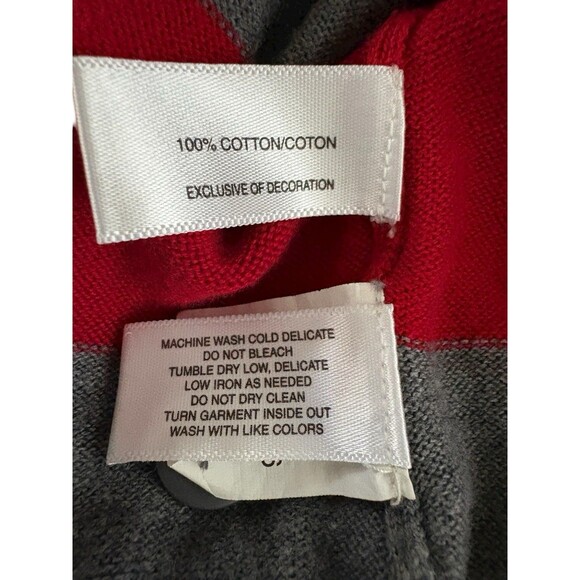 100% COTTON/COTON
EXCLUSIVE OF DECORATION
MACHINE WASH COLD DELICATE
DO NOT BLEACH
TUMBLE DRY LOW, DELICATE
LOW IRON AS NEEDED
DO NOT DRY CLEAN
TURN GARMENT INSIDE OUT
WASH WITH LIKE COLORS